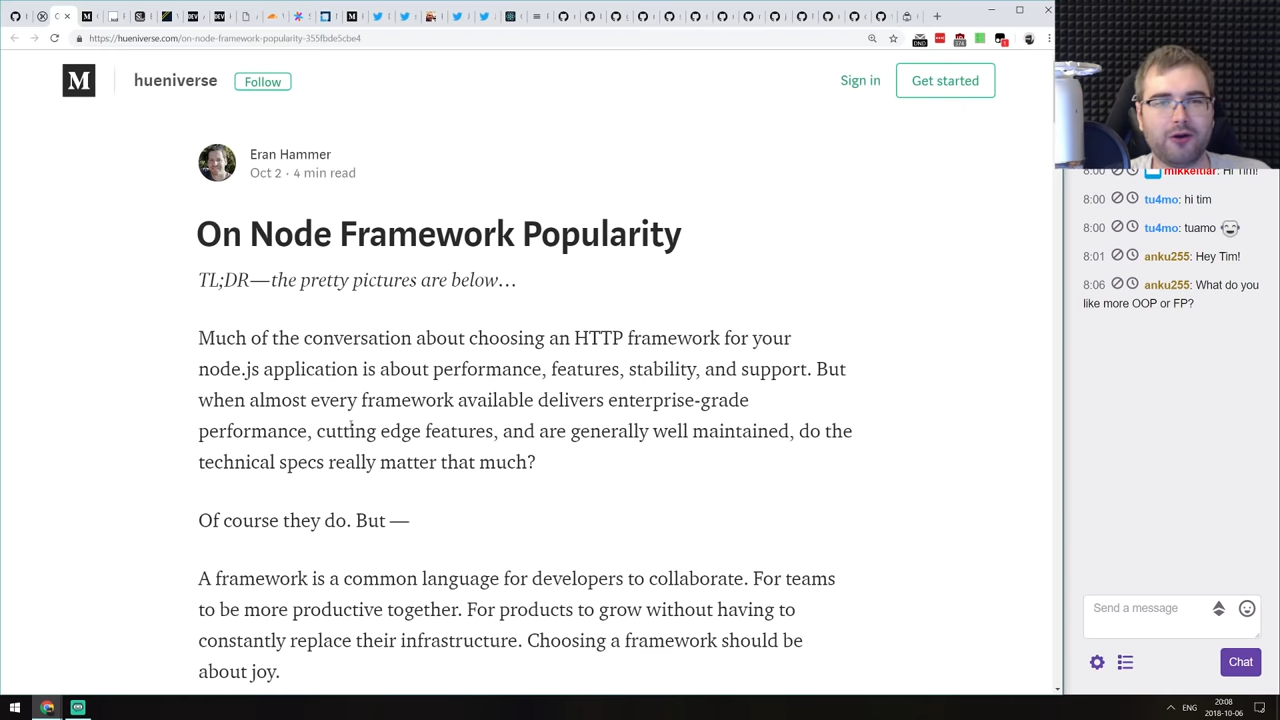 https://hueniverse.com/on-node-framework-popularity-355fbde5cbe4
M
hueniverse
Follow
Sign in
Get started
Eran Hammer
Oct 2 · 4 min read
On Node Framework Popularity
TL;DR—the pretty pictures are below…
Much of the conversation about choosing an HTTP framework for your
node.js application is about performance, features, stability, and support. But
when almost every framework available delivers enterprise-grade
performance, cutting edge features, and are generally well maintained, do the
technical specs really matter that much?
Of course they do. But —
A framework is a common language for developers to collaborate. For teams
to be more productive together. For products to grow without having to
constantly replace their infrastructure. Choosing a framework should be
about joy.
8:00 mikkeltiar: Hi Tim!
8:00 tu4mo: hi tim
8:00 tu4mo: tuamo
8:01 anku255: Hey Tim!
8:06 anku255: What do you
like more OOP or FP?
Send a message
Chat
ENG
20:08
2018-10-06